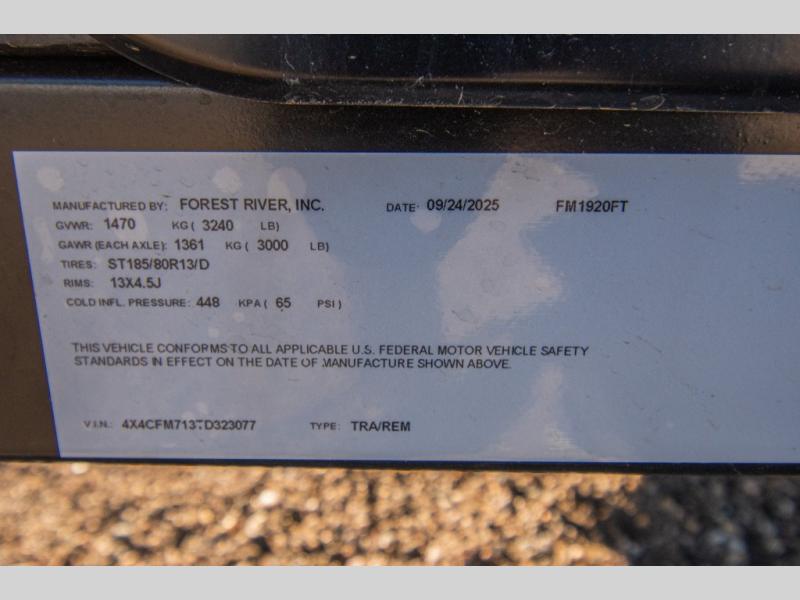 MANUFACTURED BY: FOREST RIVER, INC. DATE: 09/24/2025 FM1920FT
GVWR: 1470 KG ( 3240 LB)
GAWR (EACH AXLE): 1361 KG ( 3000 LB)
TIRES: ST185/80R13/D
RIMS: 13X4.5J
COLD INFL. PRESSURE: 448 KPA ( 65 PSI )
THIS VEHICLE CONFORMS TO ALL APPLICABLE U.S. FEDERAL MOTOR VEHICLE SAFETY
STANDARDS IN EFFECT ON THE DATE OF MANUFACTURE SHOWN ABOVE.
V.I.N.: 4X4CFM713TD323077 TYPE: TRA/REM